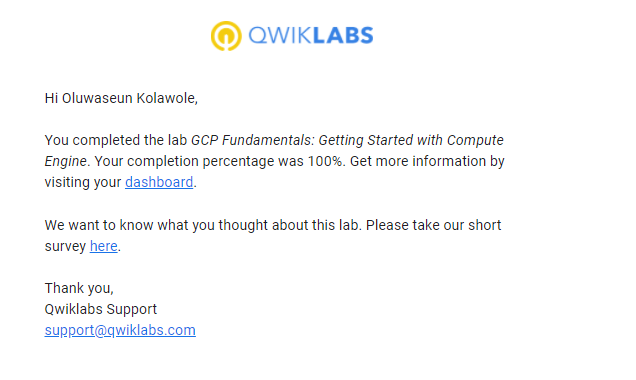 QWIKLABS
Hi Oluwaseun Kolawole,
You completed the lab GCP Fundamentals: Getting Started with Compute
Engine. Your completion percentage was 100%. Get more information by
visiting your dashboard.
We want to know what you thought about this lab. Please take our short
survey here.
Thank you,
Qwiklabs Support
support@qwiklabs.com